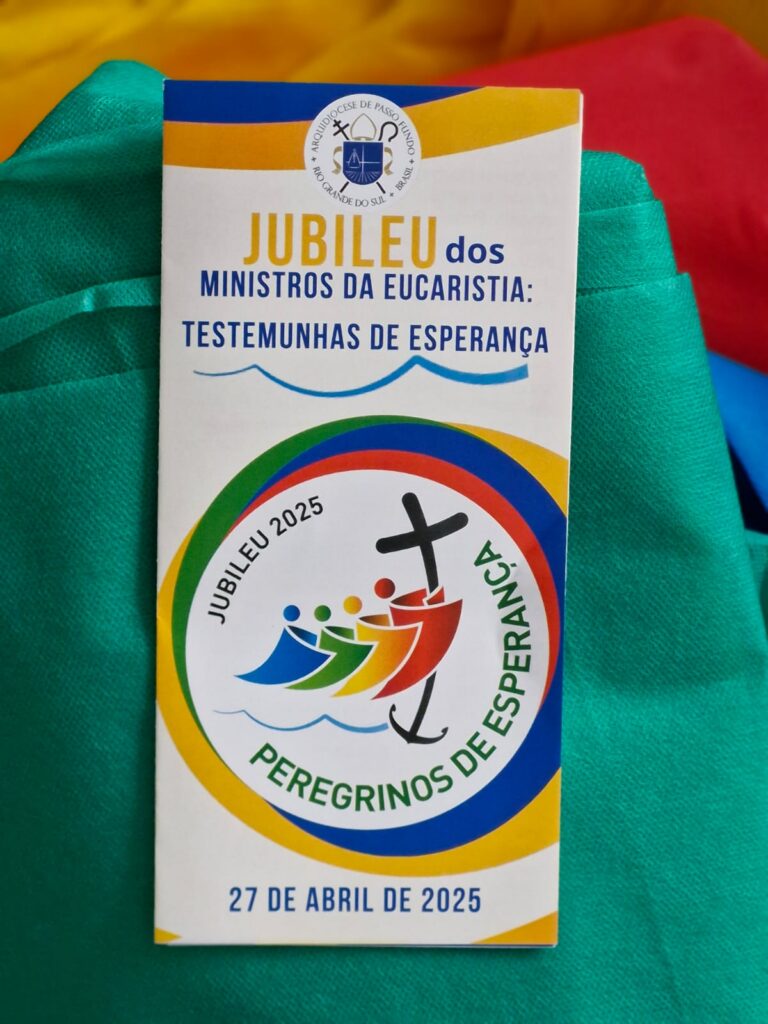 ARQUIDIOCESE DE PASSO FUNDO
RIO GRANDE DO SUL + BRASIL
JUBILEU dos
MINISTROS DA EUCARISTIA:
TESTEMUNHAS DE ESPERANÇA
JUBILEU 2025
PEREGRINOS DE ESPERANÇA
27 DE ABRIL DE 2025